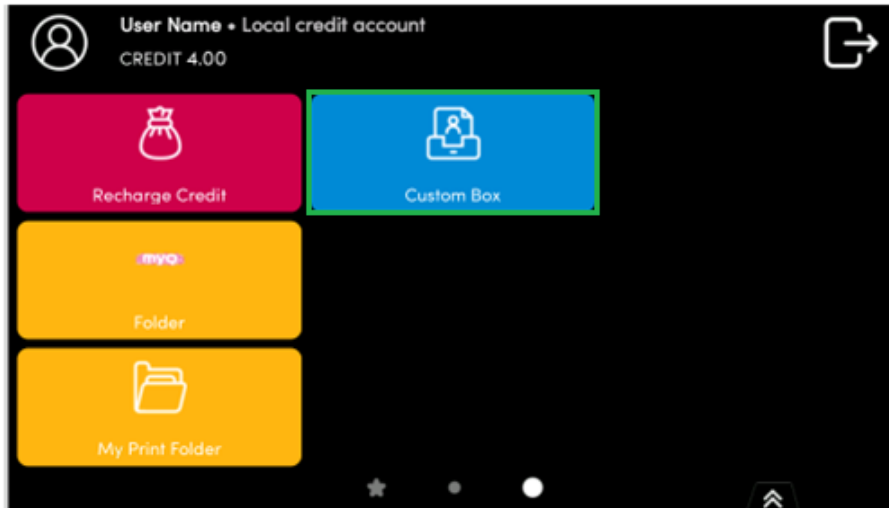 User Name • Local credit account
CREDIT 4.00
Recharge Credit
Custom Box
myQ
Folder
My Print Folder